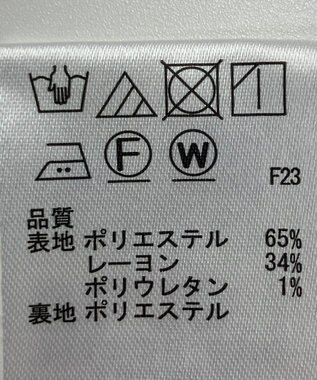 F W
F23
品質
表地 ポリエステル 65%
レーヨン 34%
ポリウレタン 1%
裏地 ポリエステル